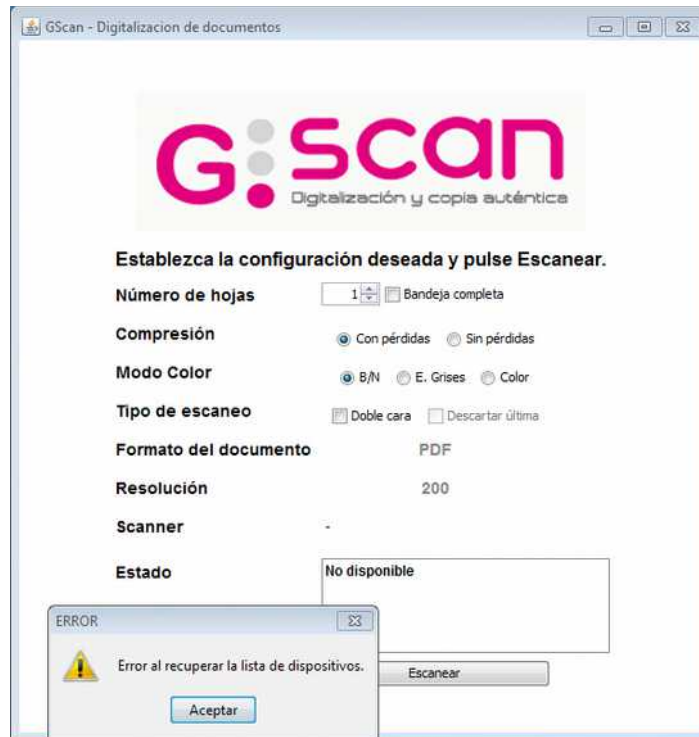 GScan - Digitalizacion de documentos
G scan
Digitalización y copia auténtica
Establezca la configuración deseada y pulse Escanear.
Número de hojas 1 Bandeja completa
Compresión Con pérdidas Sin pérdidas
Modo Color B/N E. Grises Color
Tipo de escaneo Doble cara Descartar última
Formato del documento PDF
Resolución 200
Scanner -
Estado No disponible
ERROR
Error al recuperar la lista de dispositivos.
Aceptar
Escanear